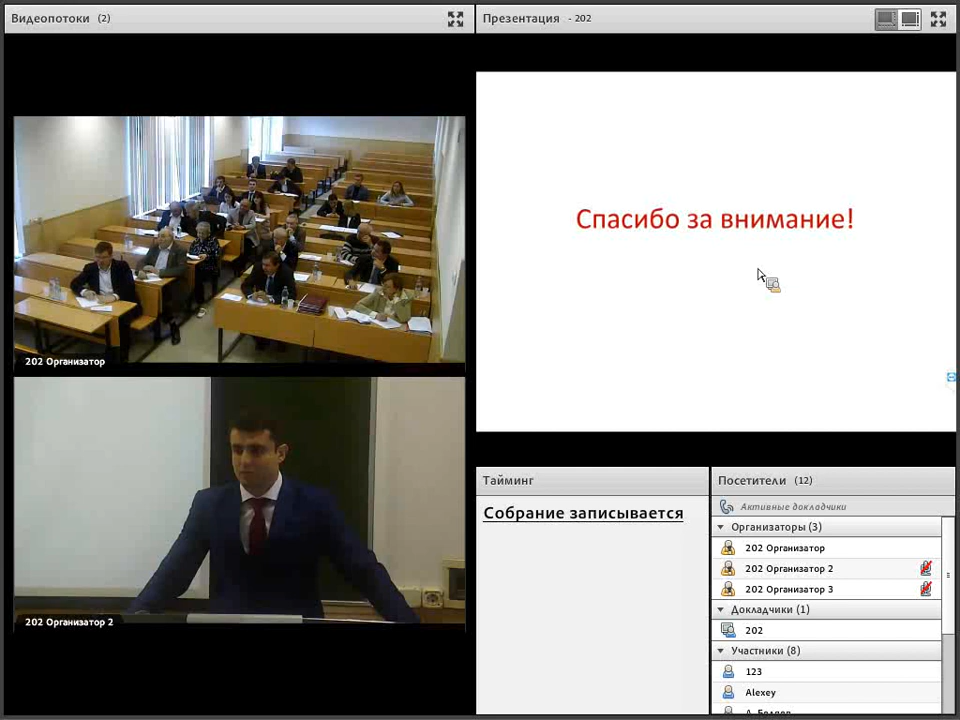 Видеопотоки (2)
202 Организатор
202 Организатор 2
Презентация - 202
Спасибо за внимание!
Тайминг
Собрание записывается
Посетители (12)
Активные докладчики
Организаторы (3)
202 Организатор
202 Организатор 2
202 Организатор 3
Докладчики (1)
202
Участники (8)
123
Alexey